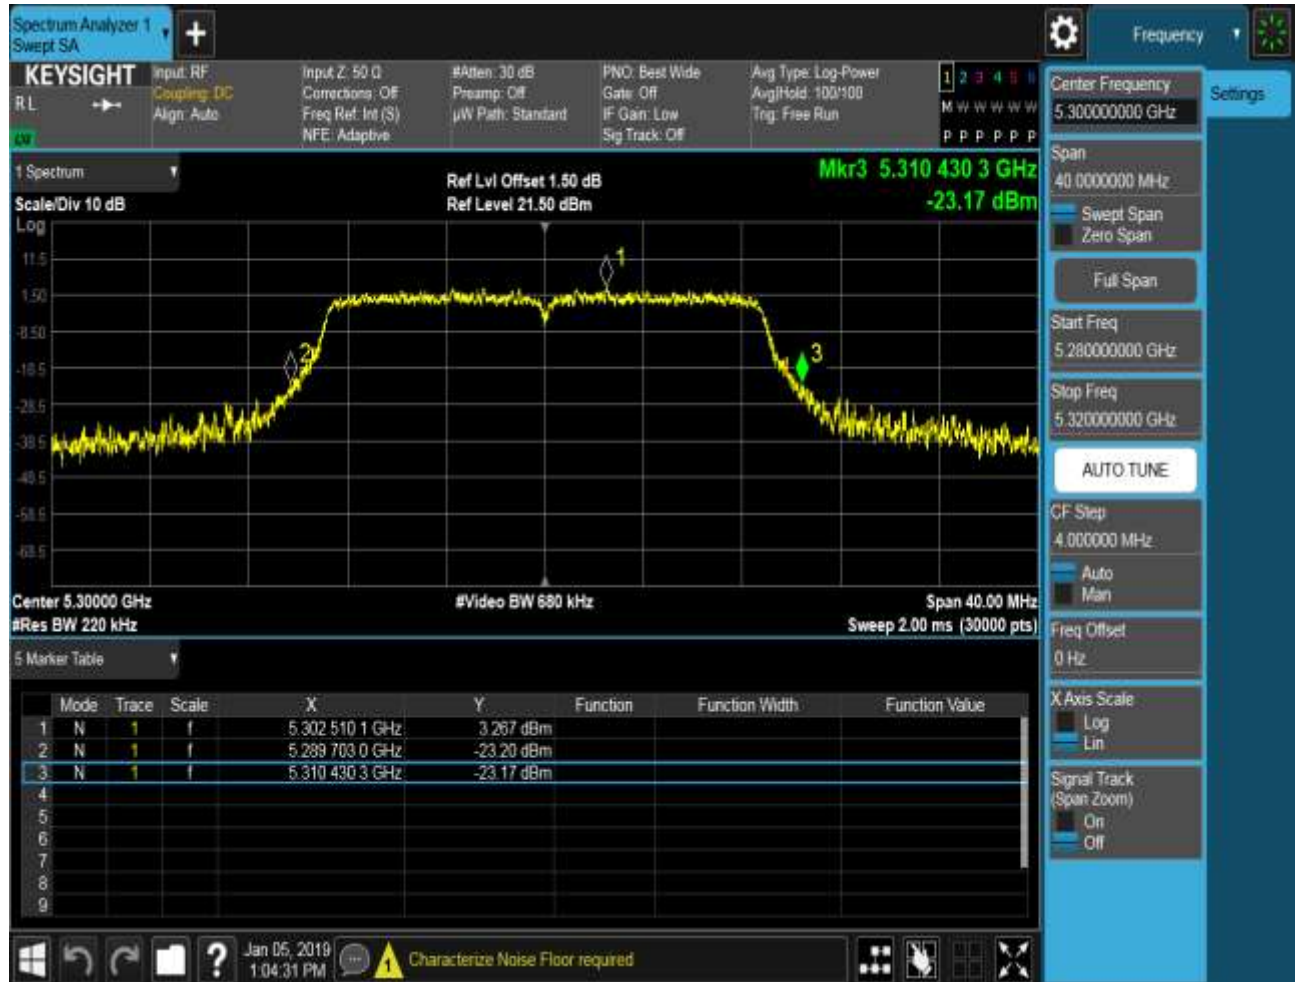 Spectrum Analyzer 1
Swept SA
+
Frequency
KEYSIGHT
RL
Input: RF
Coupling: DC
Align: Auto
Input Z: 50 Ω
Corrections: Off
Freq Ref: Int (S)
NFE: Adaptive
#Atten: 30 dB
Preamp: Off
µW Path: Standard
PNO: Best Wide
Gate: Off
IF Gain: Low
Sig Track: Off
Avg Type: Log-Power
Avg|Hold: 100/100
Trig: Free Run
1 2 3 4 5 6
M W W W W W
P P P P P P
1 Spectrum
Scale/Div 10 dB
Ref Lvl Offset 1.50 dB
Ref Level 21.50 dBm
Mkr3 5.310 430 3 GHz
-23.17 dBm
Log
11.5
1.50
-8.50
-18.5
-28.5
-38.5
-48.5
-58.5
-68.5
1
2
3
Center 5.30000 GHz
#Res BW 220 kHz
#Video BW 680 kHz
Span 40.00 MHz
Sweep 2.00 ms (30000 pts)
5 Marker Table
Mode Trace Scale X Y Function Function Width Function Value
1 N 1 f 5.302 510 1 GHz 3.267 dBm
2 N 1 f 5.289 703 0 GHz -23.20 dBm
3 N 1 f 5.310 430 3 GHz -23.17 dBm
4
5
6
7
8
9
Jan 05, 2019
1:04:31 PM
?
1
Characterize Noise Floor required
Center Frequency
5.300000000 GHz
Settings
Span
40.0000000 MHz
Swept Span
Zero Span
Full Span
Start Freq
5.280000000 GHz
Stop Freq
5.320000000 GHz
AUTO TUNE
CF Step
4.000000 MHz
Auto
Man
Freq Offset
0 Hz
X Axis Scale
Log
Lin
Signal Track
(Span Zoom)
On
Off